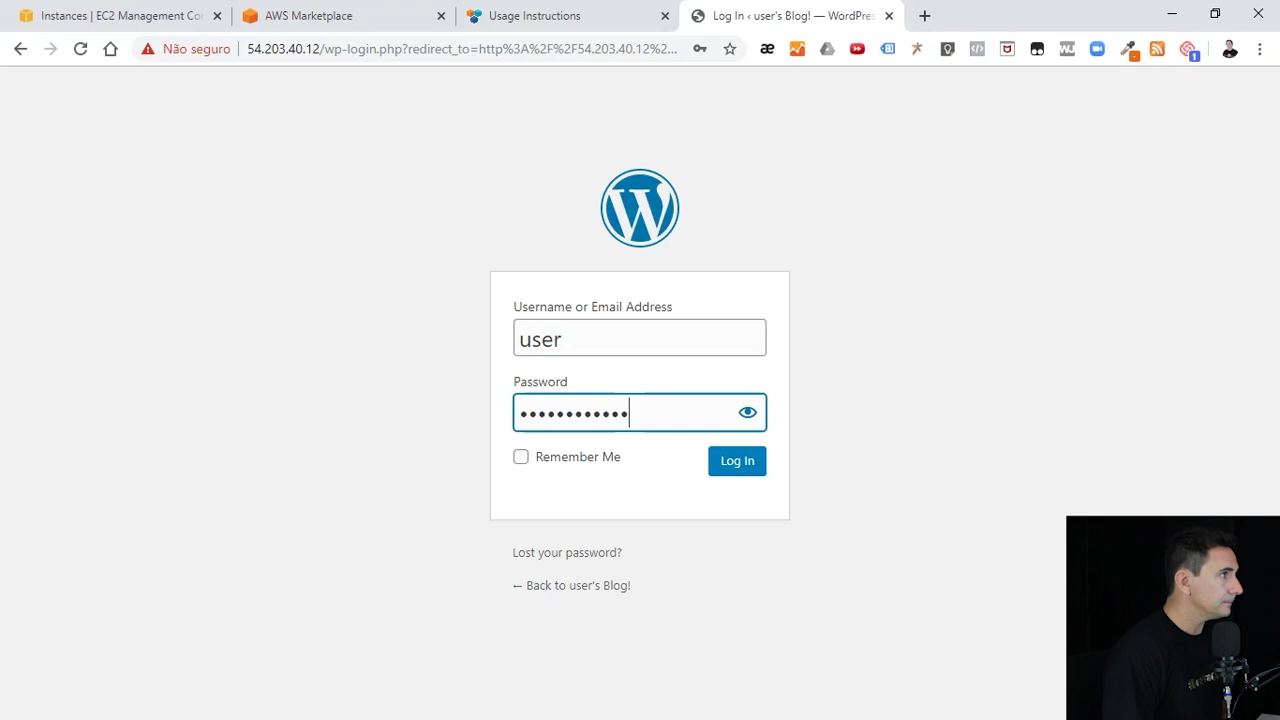 Instances | EC2 Management Co
AWS Marketplace
Usage Instructions
Log In ‹ user's Blog! — WordPres
Não seguro
54.203.40.12/wp-login.php?redirect_to=http%3A%2F%2F54.203.40.12%2...
Username or Email Address
user
Password
Remember Me
Log In
Lost your password?
← Back to user's Blog!